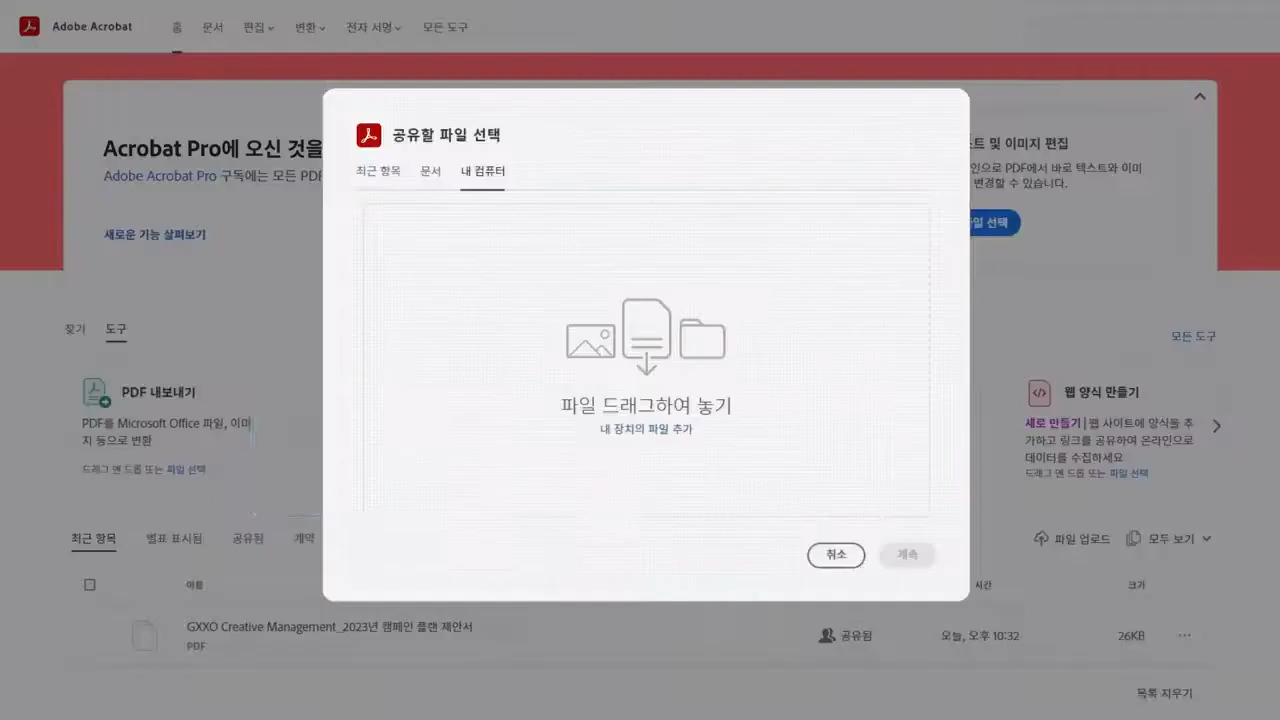 Adobe Acrobat 홈 문서 편집 변환 전자 서명 모든 도구
Acrobat Pro에 오신 것을
Adobe Acrobat Pro 구독에는 모든 PDF
새로운 기능 살펴보기
공유할 파일 선택
최근 항목 문서 내 컴퓨터
파일 드래그하여 놓기
내 장치의 파일 추가
취소 계속
스트 및 이미지 편집
인으로 PDF에서 바로 텍스트와 이미
변경할 수 있습니다.
파일 선택
찾기 도구 모든 도구
PDF 내보내기
PDF를 Microsoft Office 파일, 이미
지 등으로 변환
드래그 앤 드롭 또는 파일 선택
웹 양식 만들기
새로 만들기 | 웹 사이트에 양식을 추
가하고 링크를 공유하여 온라인으로
데이터를 수집하세요
드래그 앤 드롭 또는 파일 선택
최근 항목 별표 표시됨 공유됨 계약 파일 업로드 모두 보기
이름 시간 크기
GXXO Creative Management_2023년 캠페인 플랜 제안서
PDF
공유됨 오늘, 오후 10:32 26KB
목록 지우기